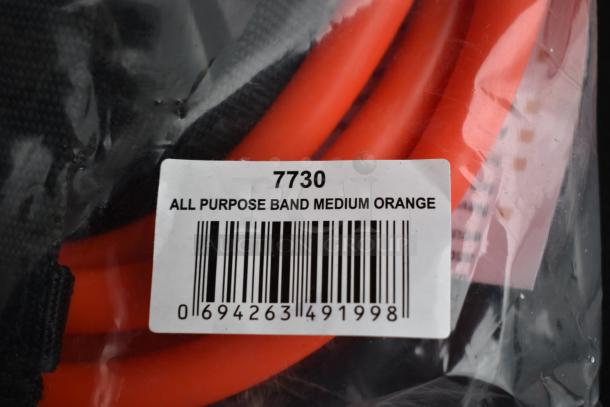 7730
ALL PURPOSE BAND MEDIUM ORANGE
0 694263 491998